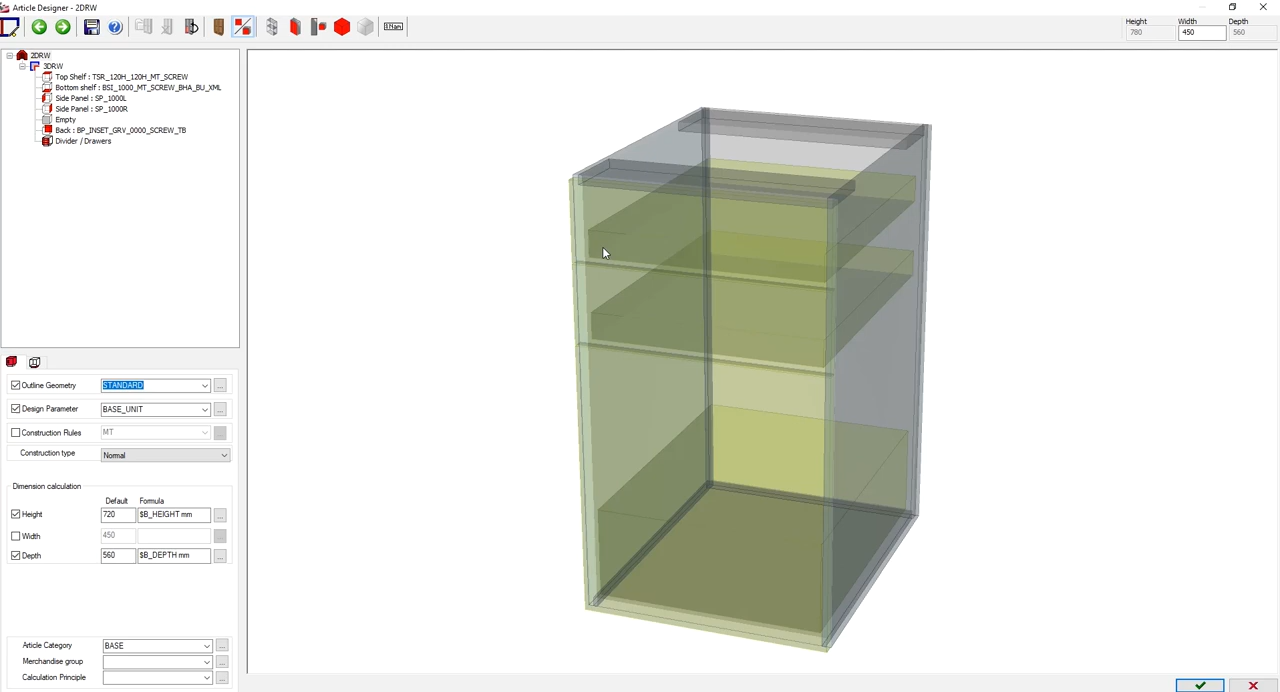 Article Designer - 2DRW
Height Width Depth
780 450 560
2DRW
3DRW
Top Shelf : TSR_120H_120H_MT_SCREW
Bottom shelf : BSI_1000_MT_SCREW_BHA_BU_XML
Side Panel : SP_1000L
Side Panel : SP_1000R
Empty
Back : BP_INSET_GRV_0000_SCREW_TB
Divider / Drawers
Outline Geometry STANDARD ...
Design Parameter BASE_UNIT ...
Construction Rules MT ...
Construction type Normal
Dimension calculation
Default Formula
Height 720 $B_HEIGHT mm ...
Width 450 ...
Depth 560 $B_DEPTH mm ...
Article Category BASE ...
Merchandise group ...
Calculation Principle ...